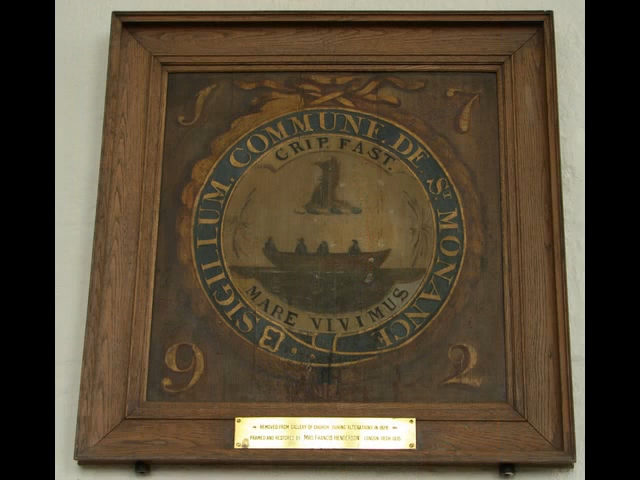 1 7
SIGILLUM. COMMUNE. DE. ST MONANCE
GRIP. FAST.
MARE VIVIMUS
9 2
REMOVED FROM GALLERY OF CHURCH DURING ALTERATIONS IN
FRAMED AND RESTORED BY MRS FRANCIS HENDERSON